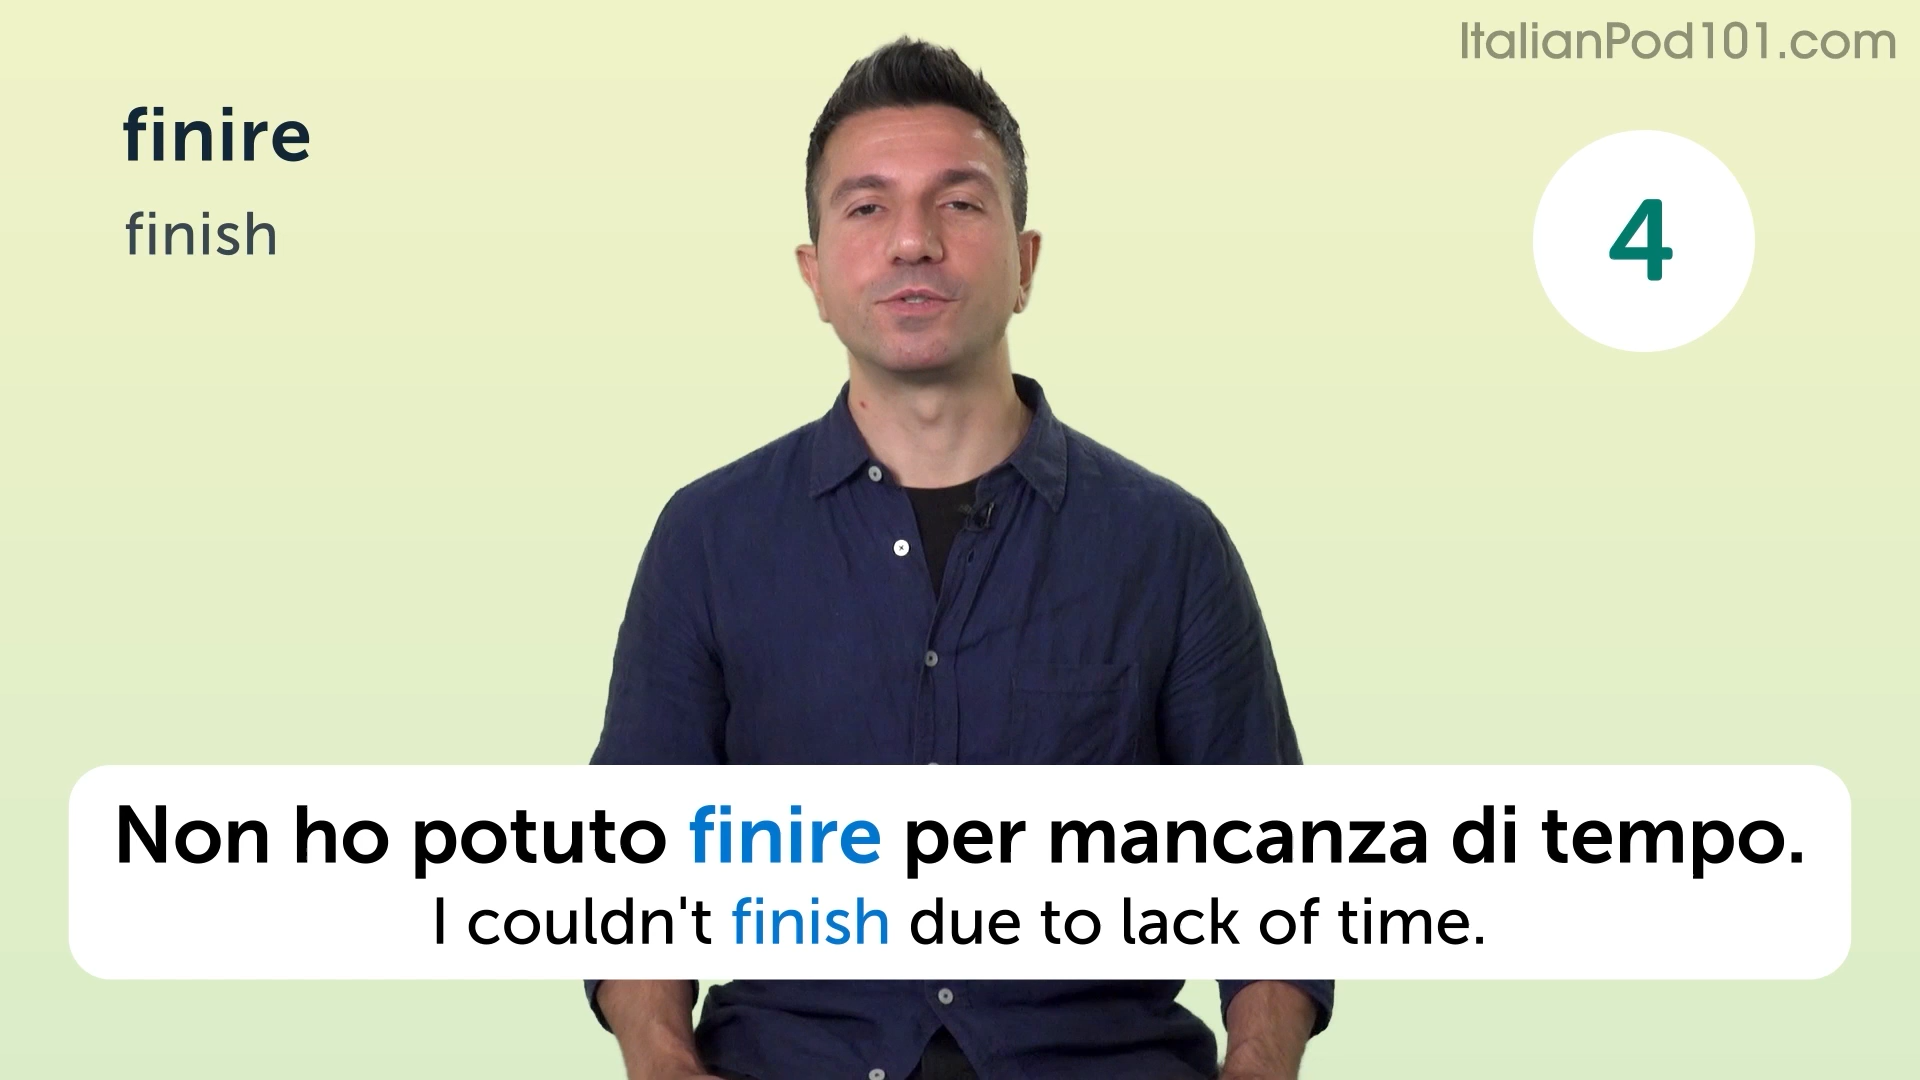 ItalianPod101.com
finire
finish
4
Non ho potuto finire per mancanza di tempo.
I couldn't finish due to lack of time.